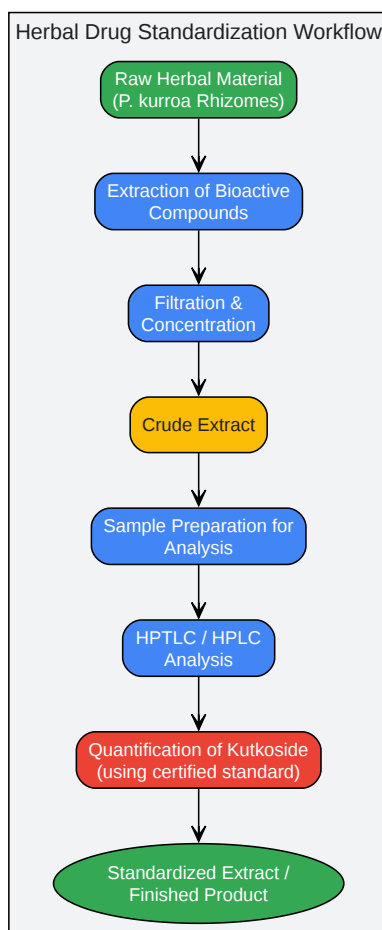 Herbal Drug Standardization Workflow
Raw Herbal Material
(P. kurroa Rhizomes)
Extraction of Bioactive
Compounds
Filtration &
Concentration
Crude Extract
Sample Preparation for
Analysis
HPTLC / HPLC
Analysis
Quantification of Kutkoside
(using certified standard)
Standardized Extract /
Finished Product